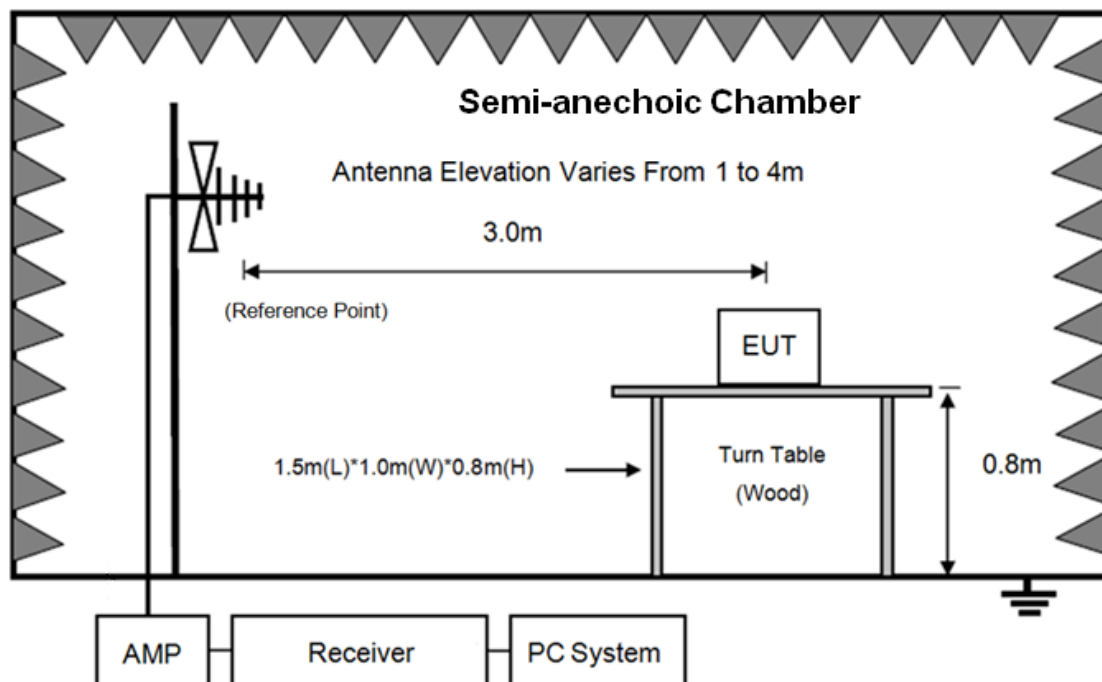 Semi-anechoic Chamber
Antenna Elevation Varies From 1 to 4m
3.0m
(Reference Point)
EUT
1.5m(L)*1.0m(W)*0.8m(H)
Turn Table
(Wood)
0.8m
AMP
Receiver
PC System